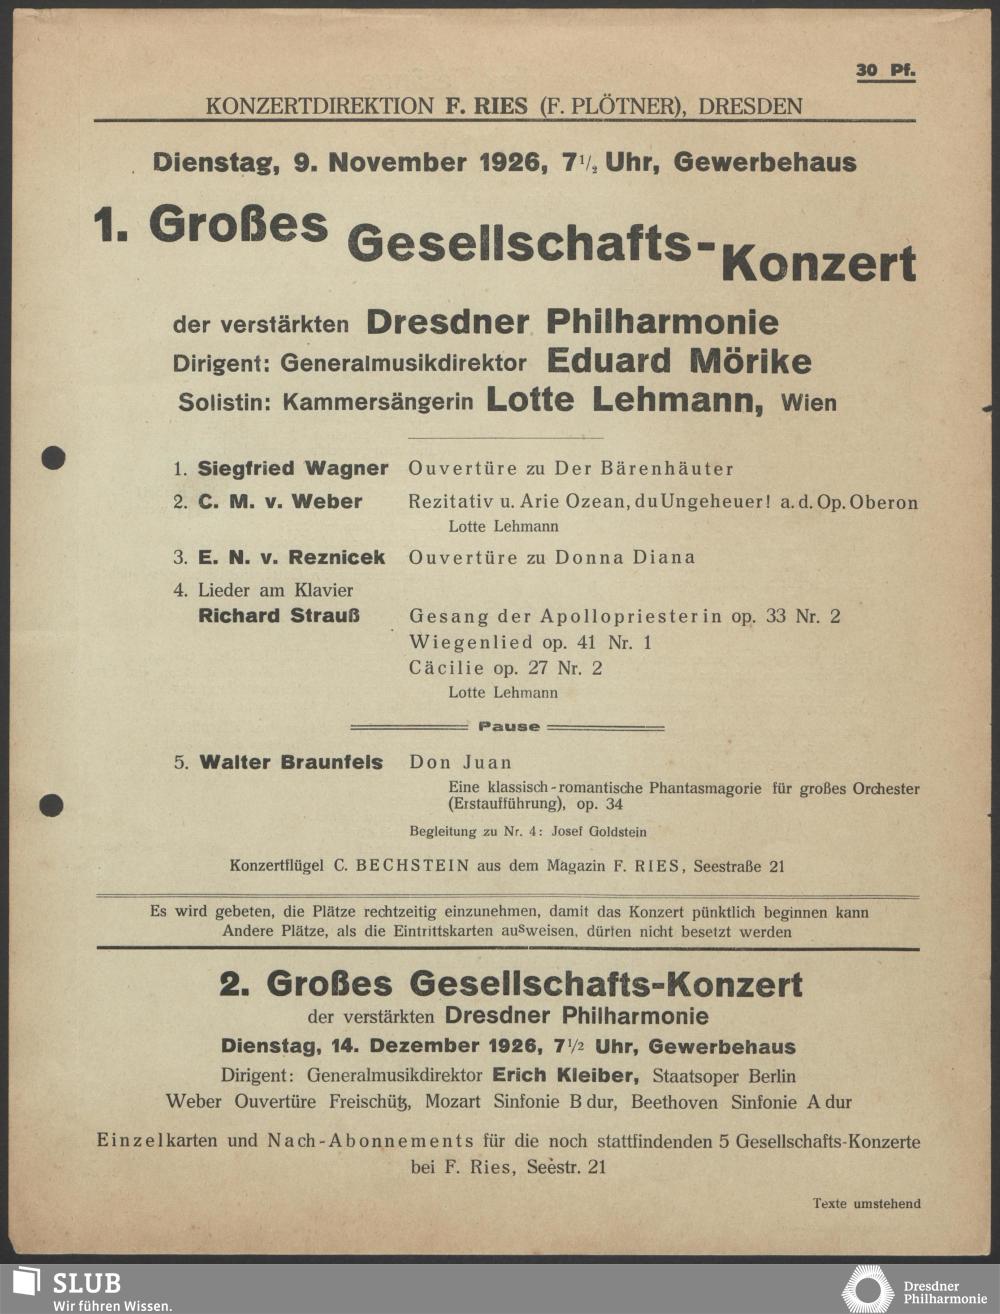 30 Pf.
KONZERTDIREKTION F. RIES (F. PLÖTNER), DRESDEN
Dienstag, 9. November 1926, 7½ Uhr, Gewerbehaus
1. Großes Gesellschafts-Konzert
der verstärkten Dresdner Philharmonie
Dirigent: Generalmusikdirektor Eduard Mörike
Solistin: Kammersängerin Lotte Lehmann, Wien
1. Siegfried Wagner Ouvertüre zu Der Bärenhäuter
2. C. M. v. Weber Rezitativ u. Arie Ozean, du Ungeheuer! a. d. Op. Oberon
Lotte Lehmann
3. E. N. v. Reznicek Ouvertüre zu Donna Diana
4. Lieder am Klavier
Richard Strauß Gesang der Apollopriesterin op. 33 Nr. 2
Wiegenlied op. 41 Nr. 1
Cäcilie op. 27 Nr. 2
Lotte Lehmann
Pause
5. Walter Braunfels Don Juan
Eine klassisch-romantische Phantasmagorie für großes Orchester
(Erstaufführung), op. 34
Begleitung zu Nr. 4: Josef Goldstein
Konzertflügel C. BECHSTEIN aus dem Magazin F. RIES, Seestraße 21
Es wird gebeten, die Plätze rechtzeitig einzunehmen, damit das Konzert pünktlich beginnen kann
Andere Plätze, als die Eintrittskarten ausweisen, dürfen nicht besetzt werden
2. Großes Gesellschafts-Konzert
der verstärkten Dresdner Philharmonie
Dienstag, 14. Dezember 1926, 7½ Uhr, Gewerbehaus
Dirigent: Generalmusikdirektor Erich Kleiber, Staatsoper Berlin
Weber Ouvertüre Freischütz, Mozart Sinfonie B dur, Beethoven Sinfonie A dur
Einzelkarten und Nach-Abonnements für die noch stattfindenden 5 Gesellschafts-Konzerte
bei F. Ries, Seestr. 21
Texte umstehend
SLUB
Wir führen Wissen.
Dresdner
Philharmonie